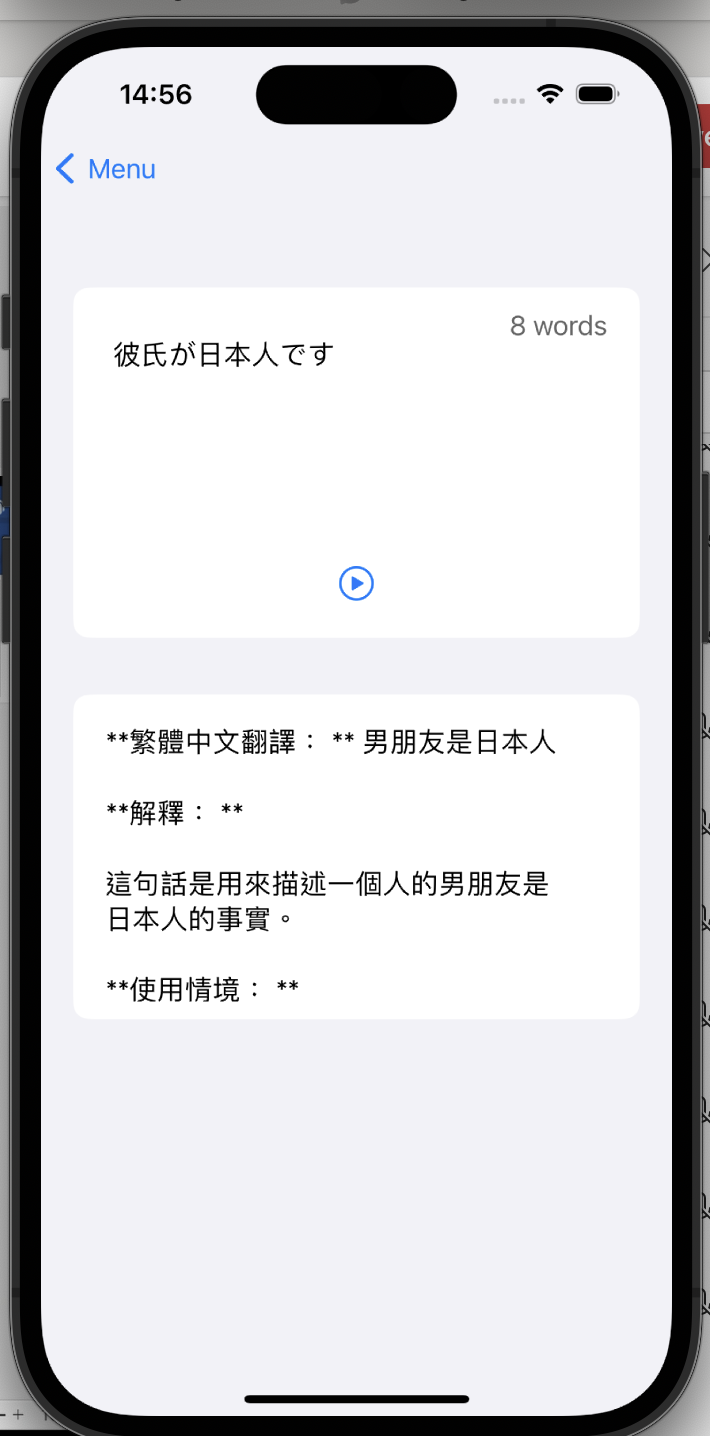 14:56
Menu
8 words
彼氏が日本人です
**繁體中文翻譯： ** 男朋友是日本人
**解釋： **
這句話是用來描述一個人的男朋友是
日本人的事實。
**使用情境： **